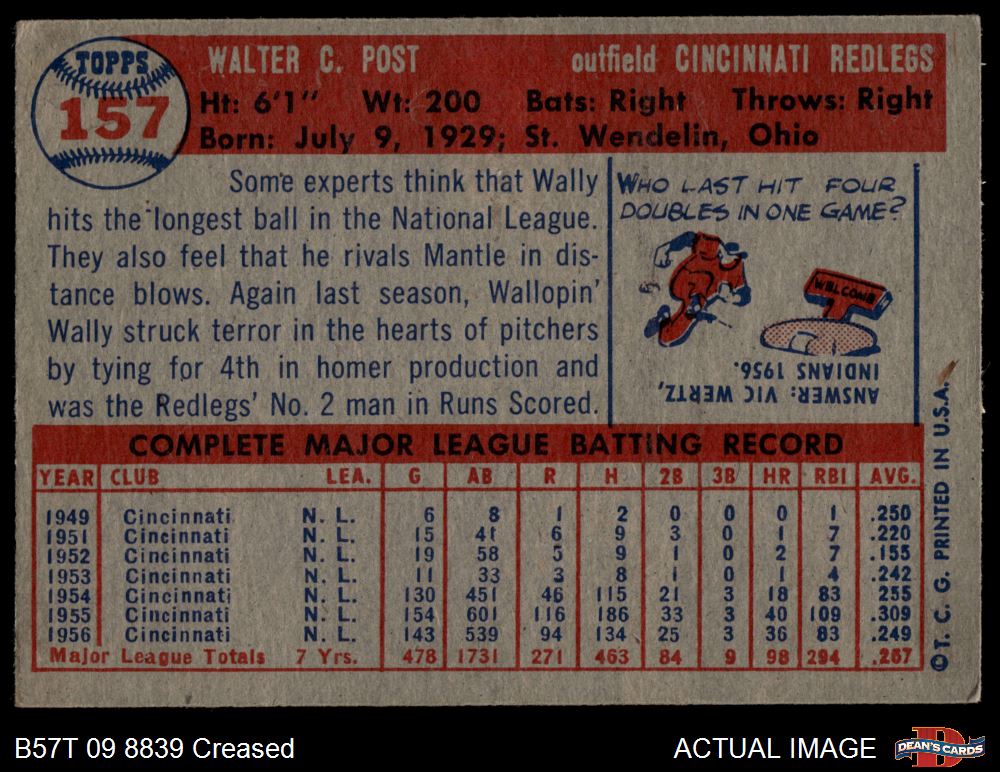 TOPPS
157
WALTER C. POST outfield CINCINNATI REDLEGS
Ht: 6'1" Wt: 200 Bats: Right Throws: Right
Born: July 9, 1929; St. Wendelin, Ohio
Some experts think that Wally
hits the longest ball in the National League.
They also feel that he rivals Mantle in dis-
tance blows. Again last season, Wallopin'
Wally struck terror in the hearts of pitchers
by tying for 4th in homer production and
was the Redlegs' No. 2 man in Runs Scored.
WHO LAST HIT FOUR
DOUBLES IN ONE GAME?
WELCOME
ANSWER: VIC WERTZ,
INDIANS 1956.
COMPLETE MAJOR LEAGUE BATTING RECORD
YEAR CLUB LEA. G AB R H 2B 3B HR RBI AVG.
1949 Cincinnati N. L. 6 8 1 2 0 0 0 1 .250
1951 Cincinnati N. L. 15 41 6 9 3 0 1 7 .220
1952 Cincinnati N. L. 19 58 5 9 1 0 2 7 .155
1953 Cincinnati N. L. 11 33 3 8 1 0 1 4 .242
1954 Cincinnati N. L. 130 451 46 115 21 3 18 83 .255
1955 Cincinnati N. L. 154 601 116 186 33 3 40 109 .309
1956 Cincinnati N. L. 143 539 94 134 25 3 36 83 .249
Major League Totals 7 Yrs. 478 1731 271 463 84 9 98 294 .267
©T. C. G. PRINTED IN U.S.A.
B57T 09 8839 Creased
ACTUAL IMAGE
DEAN'S CARDS